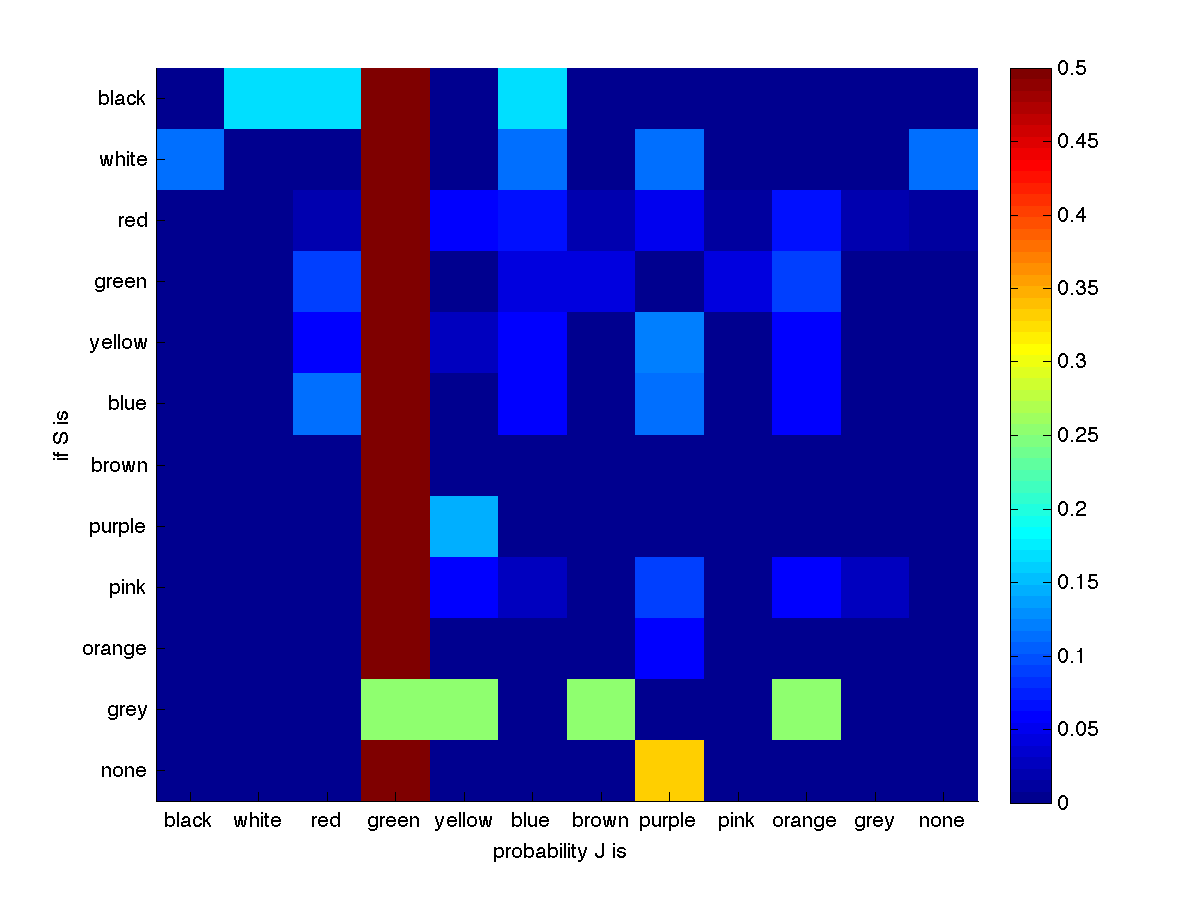 if S is
black
white
red
green
yellow
blue
brown
purple
pink
orange
grey
none
black white red green yellow blue brown purple pink orange grey none
probability J is
0.5
0.45
0.4
0.35
0.3
0.25
0.2
0.15
0.1
0.05
0